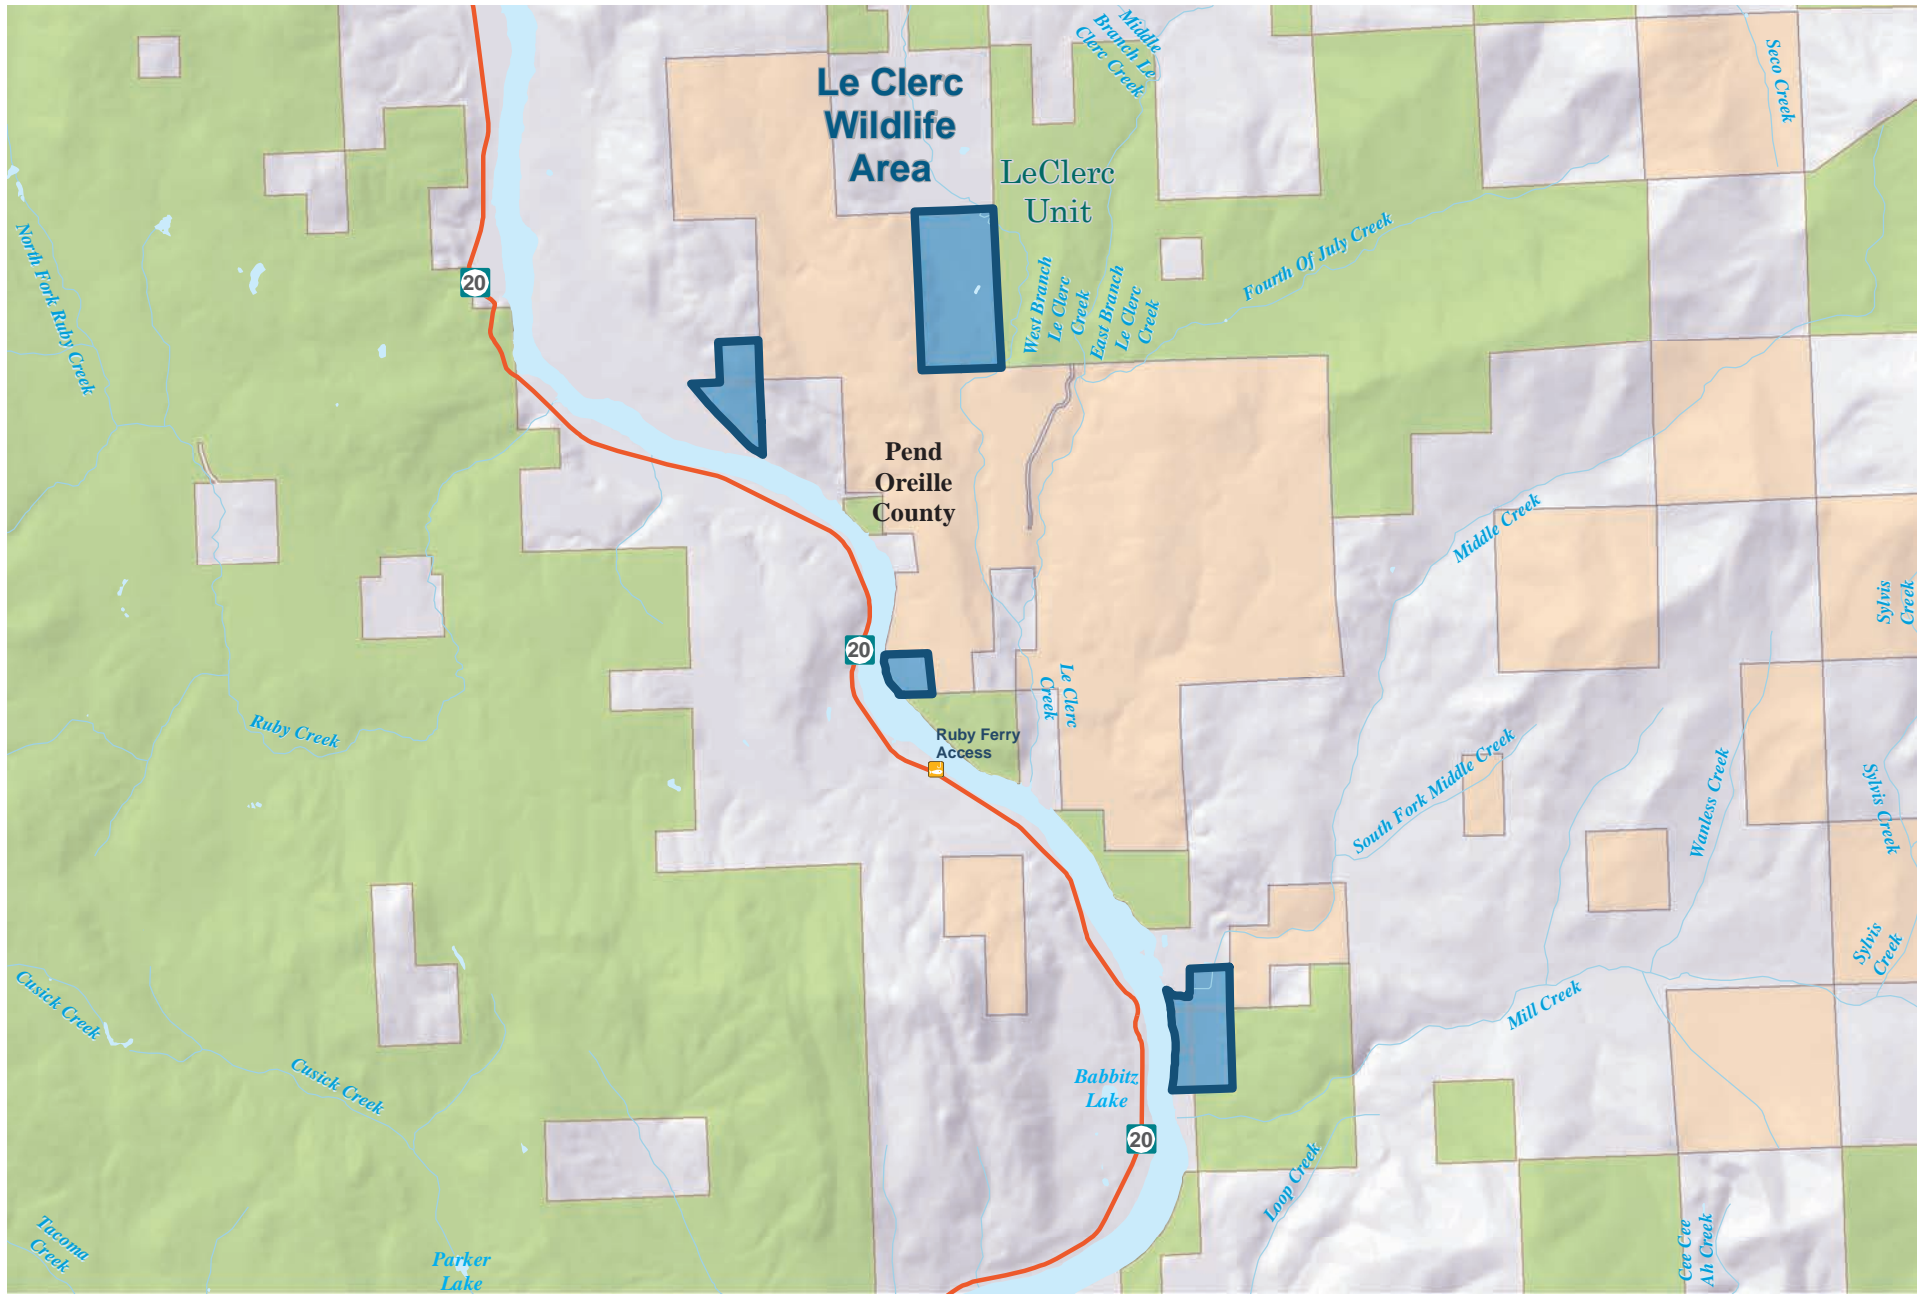 Middle
Branch Le
Clerc Creek
Seco Creek
Le Clerc
Wildlife
Area
LeClerc
Unit
North Fork Ruby Creek
20
West Branch
Le Clerc
Creek
East Branch
Le Clerc
Creek
Fourth Of July Creek
Pend
Oreille
County
Middle Creek
Sylvis
Creek
20
Le Clerc
Creek
Ruby Creek
Ruby Ferry
Access
South Fork Middle Creek
Wanless Creek
Sylvis Creek
Sylvis
Creek
Cusick Creek
Mill Creek
Cusick Creek
Babbitz
Lake
20
Loop Creek
Tacoma
Creek
Parker
Lake
Cee Cee
Ah Creek